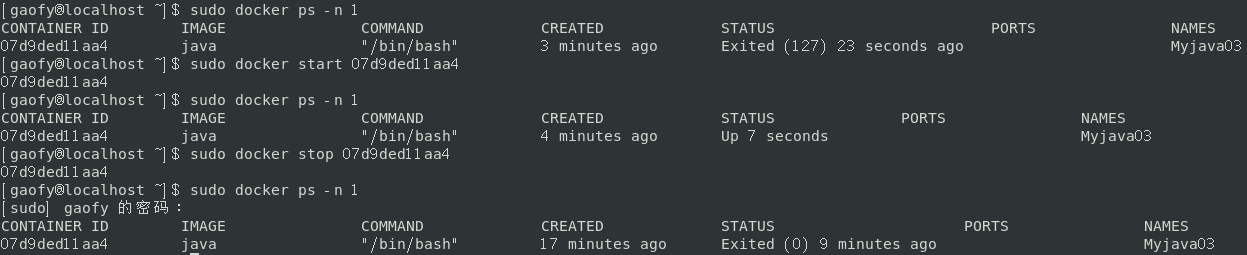 [gaofy@localhost ~]$ sudo docker ps -n 1
CONTAINER ID        IMAGE               COMMAND             CREATED             STATUS                        PORTS             NAMES
07d9ded11aa4        java                "/bin/bash"         3 minutes ago       Exited (127) 23 seconds ago                       Myjava03
[gaofy@localhost ~]$ sudo docker start 07d9ded11aa4
07d9ded11aa4
[gaofy@localhost ~]$ sudo docker ps -n 1
CONTAINER ID        IMAGE               COMMAND             CREATED             STATUS              PORTS               NAMES
07d9ded11aa4        java                "/bin/bash"         4 minutes ago       Up 7 seconds                            Myjava03
[gaofy@localhost ~]$ sudo docker stop 07d9ded11aa4
07d9ded11aa4
[gaofy@localhost ~]$ sudo docker ps -n 1
[sudo] gaofy 的密码：
CONTAINER ID        IMAGE               COMMAND             CREATED             STATUS                     PORTS               NAMES
07d9ded11aa4        java                "/bin/bash"         17 minutes ago      Exited (0) 9 minutes ago                       Myjava03